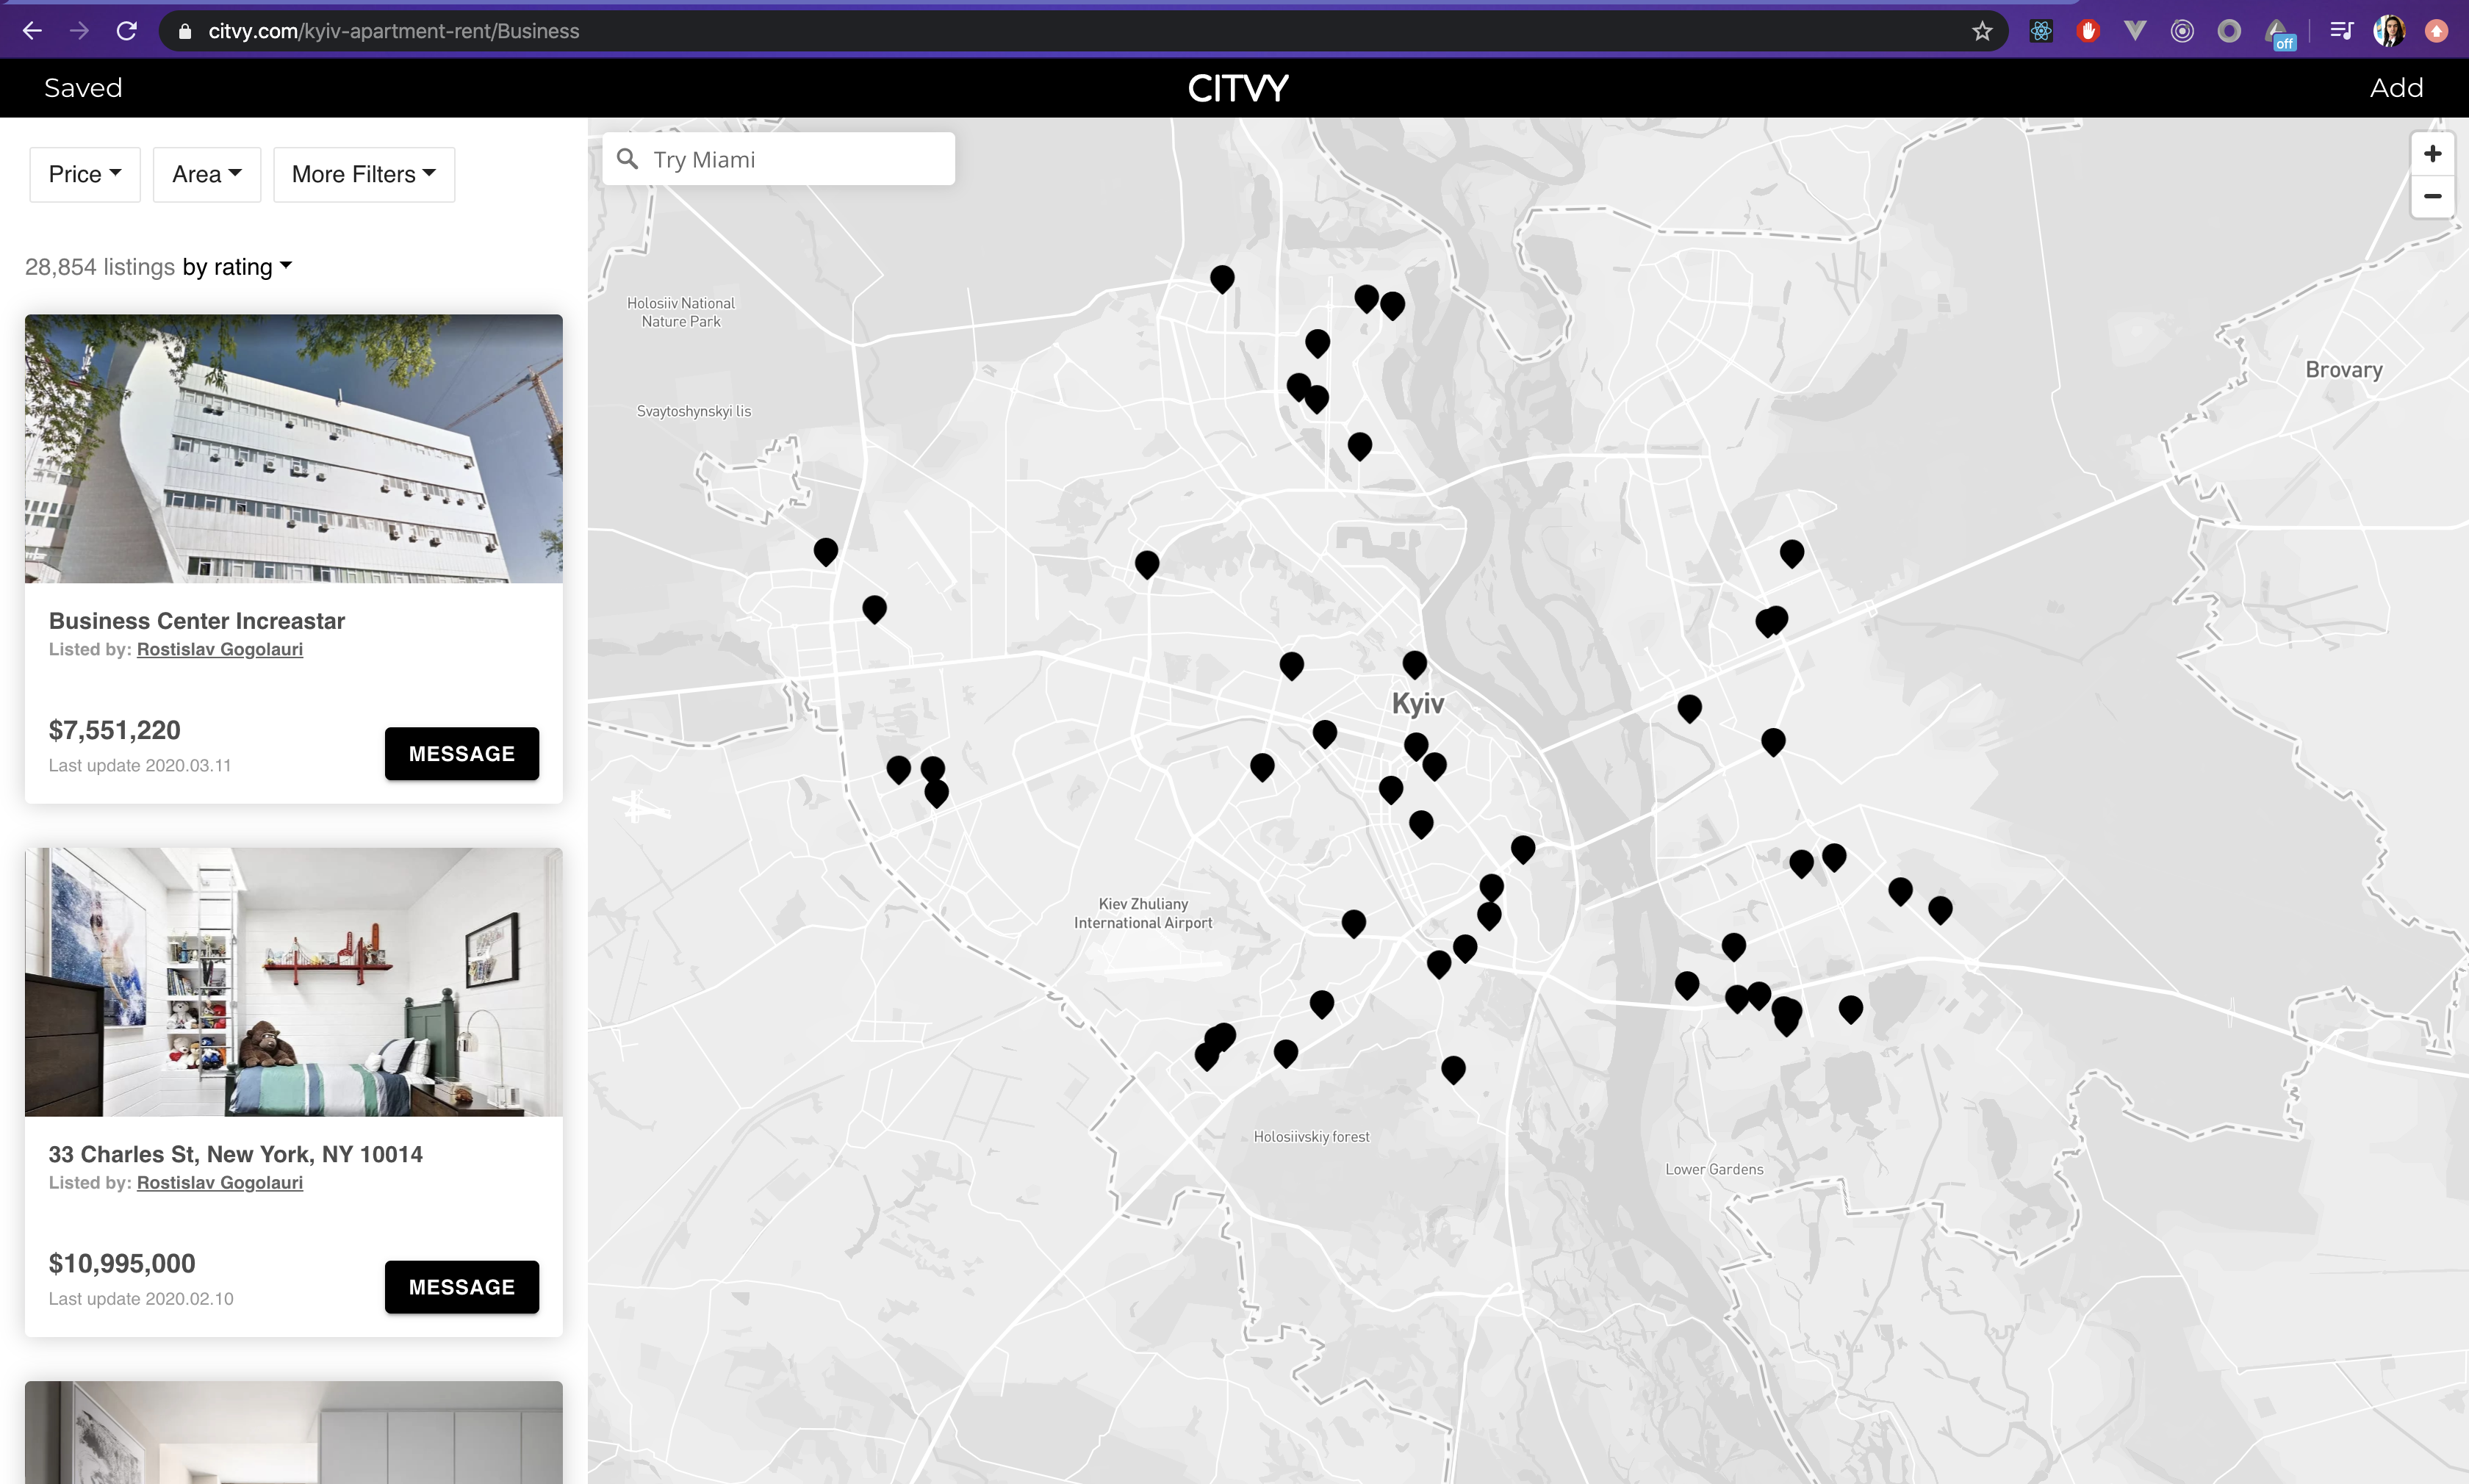 citvy.com/kyiv-apartment-rent/Business
off
Saved
CITVY
Add
Price
Area
More Filters
28,854 listings by rating
Business Center Increastar
Listed by: Rostislav Gogolauri
$7,551,220
Last update 2020.03.11
MESSAGE
33 Charles St, New York, NY 10014
Listed by: Rostislav Gogolauri
$10,995,000
Last update 2020.02.10
MESSAGE
Try Miami
+
−
Holosiiv National
Nature Park
Svaytoshynskyi lis
Brovary
Kyiv
Kiev Zhuliany
International Airport
Holosiivskiy forest
Lower Gardens